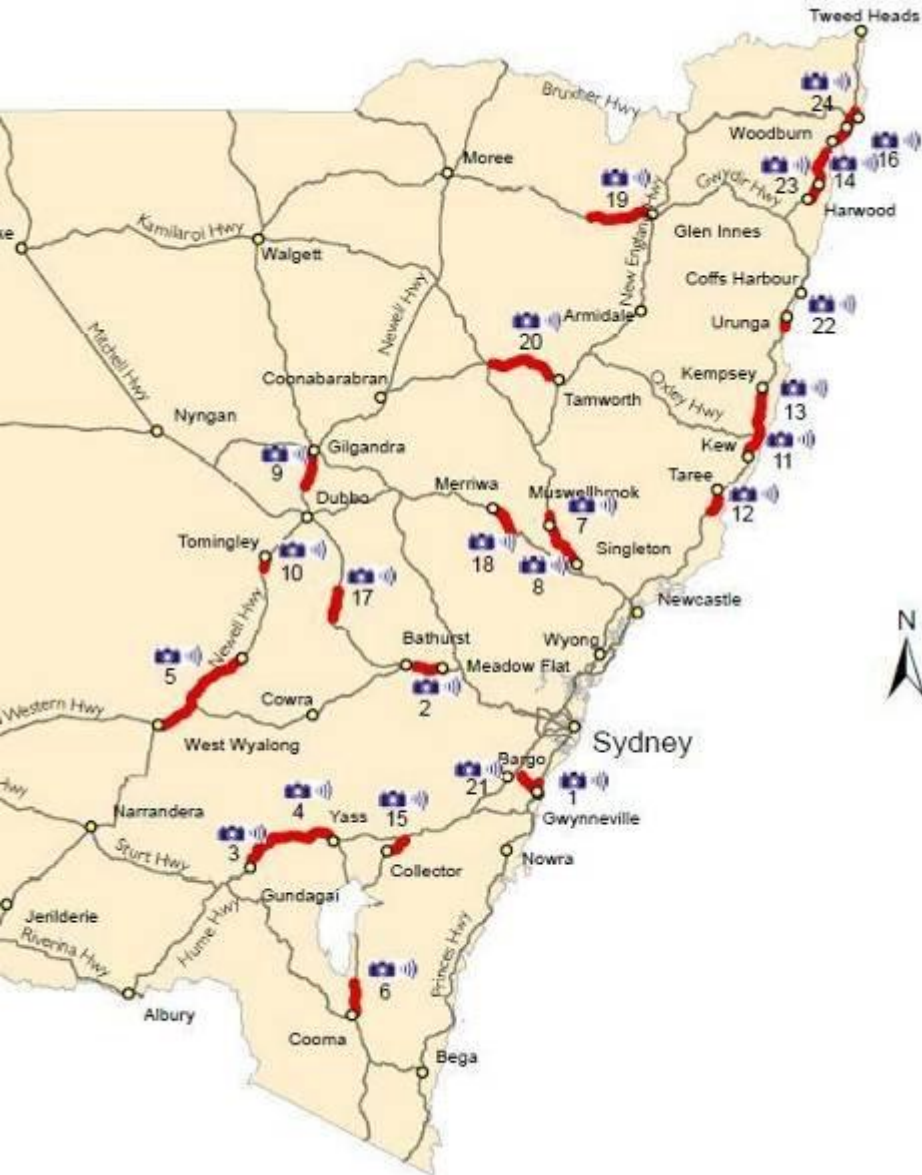 Tweed Heads
Bruxner Hwy
24
Woodburn
16
Moree
23
14
19
Gwydir Hwy
Harwood
Kamilaroi Hwy
New England Hwy
Glen Innes
Walgett
Coffs Harbour
Newell Hwy
Armidale
Urunga
22
20
Mitchell Hwy
Coonabarabran
Kempsey
Tamworth
Oxley Hwy
13
Nyngan
Gilgandra
Kew
11
9
Merriwa
Taree
Dubbo
Muswellbrook
7
12
Tomingley
18
Singleton
10
8
17
Newcastle
N
Newell Hwy
Bathurst
Wyong
5
Meadow Flat
Cowra
2
Western Hwy
West Wyalong
Sydney
Bargo
21
1
Hwy
4
15
Gwynneville
Narrandera
Yass
3
Sturt Hwy
Collector
Nowra
Gundagai
Jerilderie
Hume Hwy
Riverina Hwy
Princes Hwy
6
Albury
Cooma
Bega